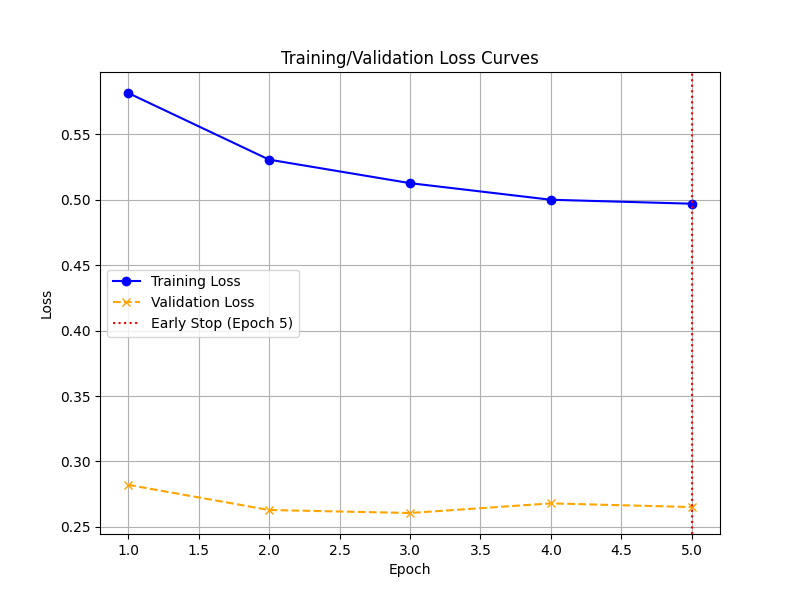 Training/Validation Loss Curves
Loss
0.55
0.50
0.45
0.40
0.35
0.30
0.25
Training Loss
Validation Loss
Early Stop (Epoch 5)
1.0 1.5 2.0 2.5 3.0 3.5 4.0 4.5 5.0
Epoch